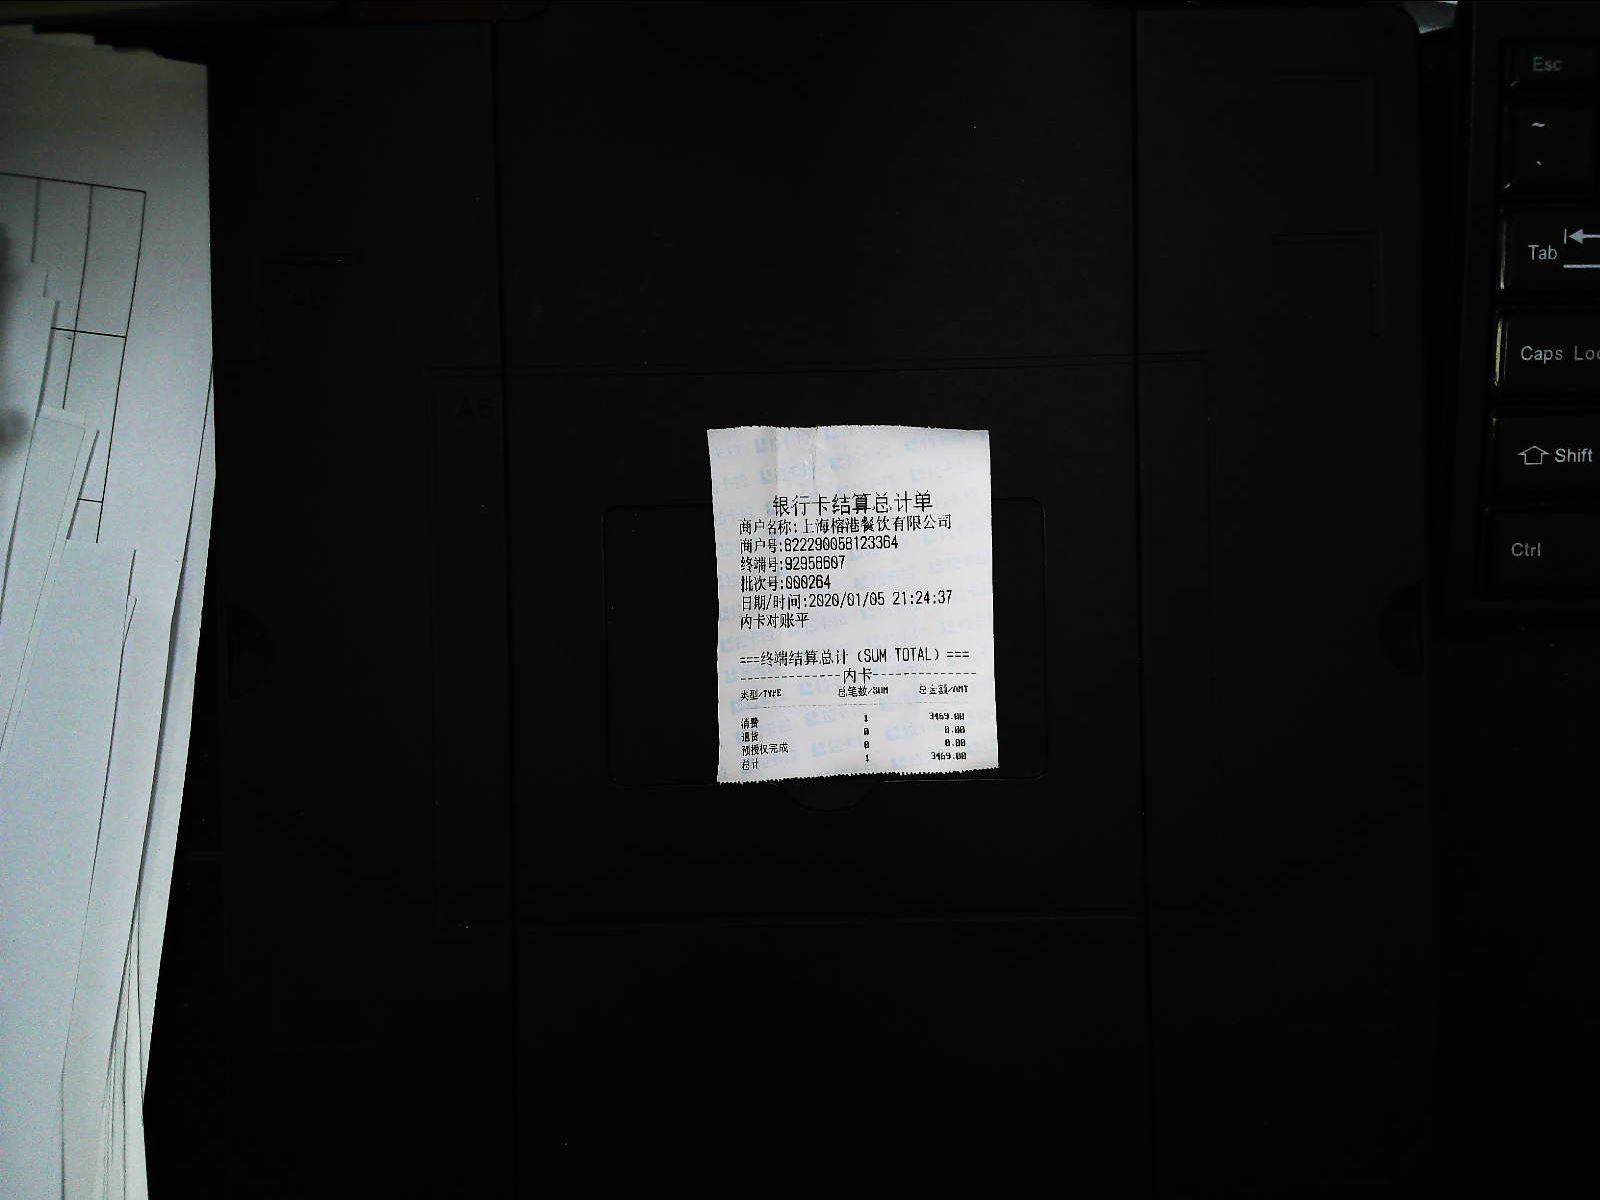 银行卡结算总计单
商户名称:上海榕港餐饮有限公司
商户号:822290058123364
终端号:92958607
批次号:000264
日期/时间:2020/01/05 21:24:37
内卡对账平
===终端结算总计(SUM TOTAL)===
----------------内卡----------------
类型/TYPE 总笔数/SUM 总金额/AMT
消费 1 3469.00
退货 0 0.00
预授权完成 0 0.00
总计 1 3469.00
A5
Esc
~
`
Tab
Caps Loc
Shift
Ctrl